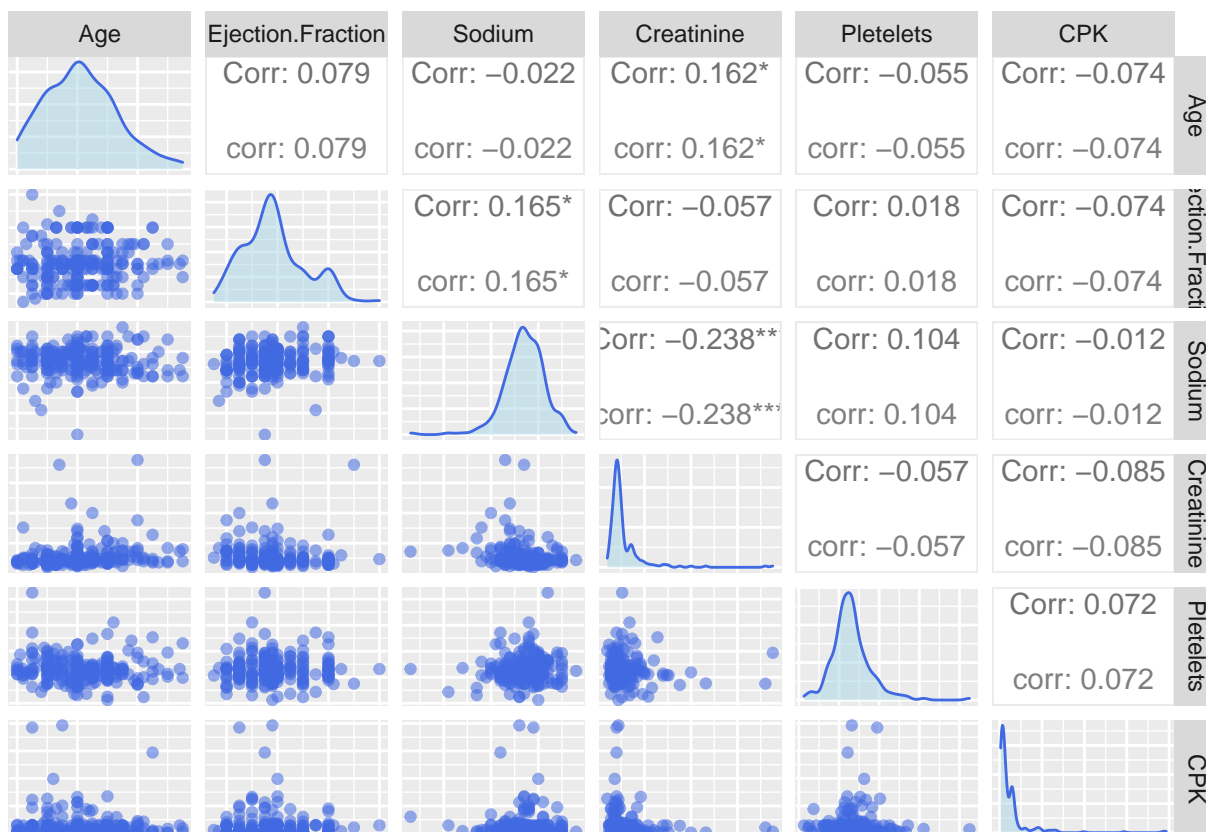 Age Ejection.Fraction Sodium Creatinine Pletelets CPK
Corr: 0.079 Corr: −0.022 Corr: 0.162* Corr: −0.055 Corr: −0.074
corr: 0.079 corr: −0.022 corr: 0.162* corr: −0.055 corr: −0.074
Age
Corr: 0.165* Corr: −0.057 Corr: 0.018 Corr: −0.074
corr: 0.165* corr: −0.057 corr: 0.018 corr: −0.074
ection.Fracti
Corr: −0.238** Corr: 0.104 Corr: −0.012
corr: −0.238*** corr: 0.104 corr: −0.012
Sodium
Corr: −0.057 Corr: −0.085
corr: −0.057 corr: −0.085
Creatinine
Corr: 0.072
corr: 0.072
Pletelets
CPK